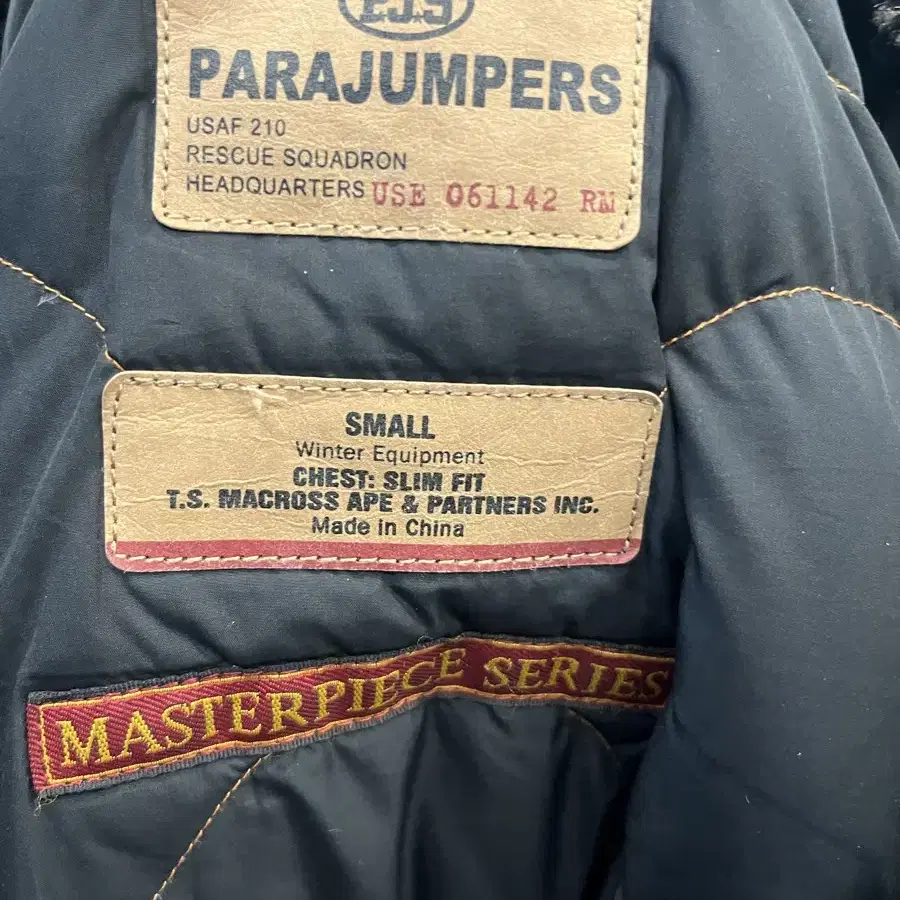 P.J.S
PARAJUMPERS
USAF 210
RESCUE SQUADRON
HEADQUARTERS USE 061142 RM
SMALL
Winter Equipment
CHEST: SLIM FIT
T.S. MACROSS APE & PARTNERS INC.
Made in China
MASTERPIECE SERIES